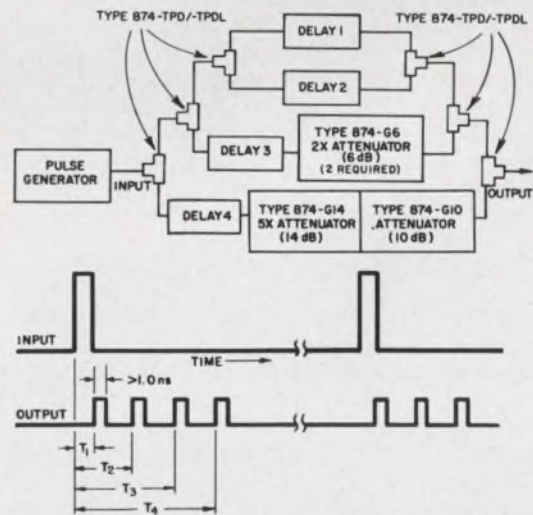 TYPE 874-TPD/-TPDL
TYPE 874-TPD/-TPDL
DELAY 1
DELAY 2
DELAY 3
TYPE 874-G6
2X ATTENUATOR
(6 dB)
(2 REQUIRED)
PULSE
GENERATOR
INPUT
OUTPUT
DELAY 4
TYPE 874-G14
5X ATTENUATOR
(14 dB)
TYPE 874-G10
ATTENUATOR
(10 dB)
INPUT
TIME
>1.0 ns
OUTPUT
T1
T2
T3
T4